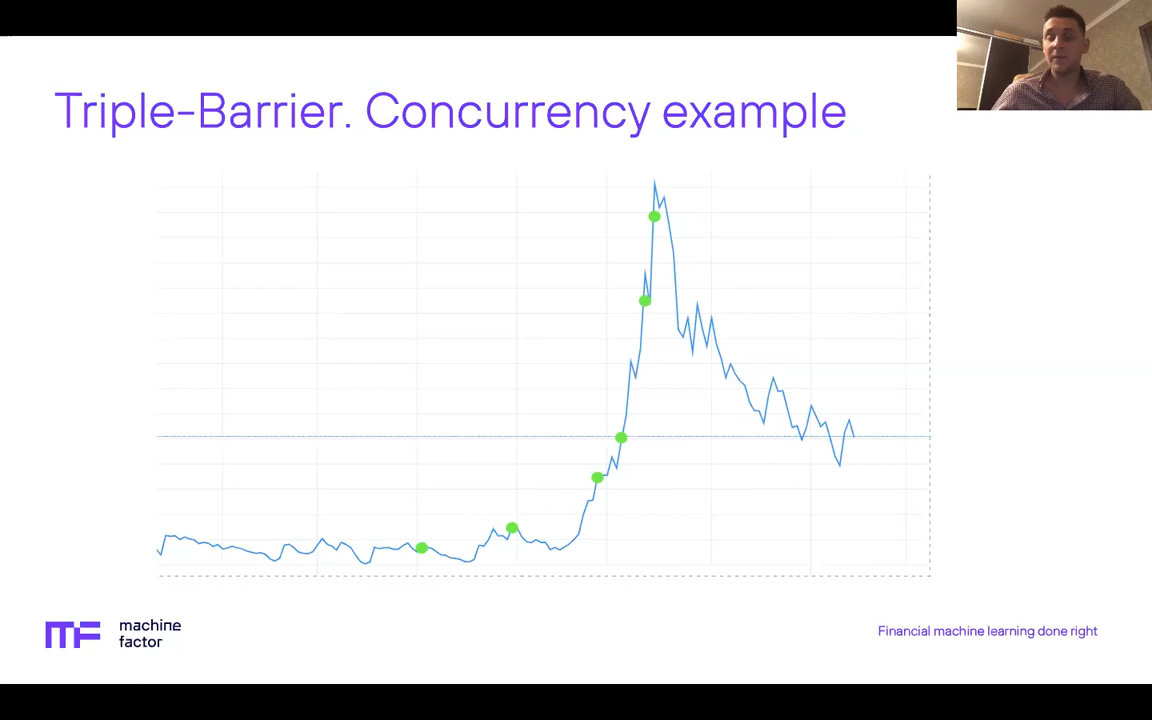 Triple-Barrier. Concurrency example
machine
factor
Financial machine learning done right